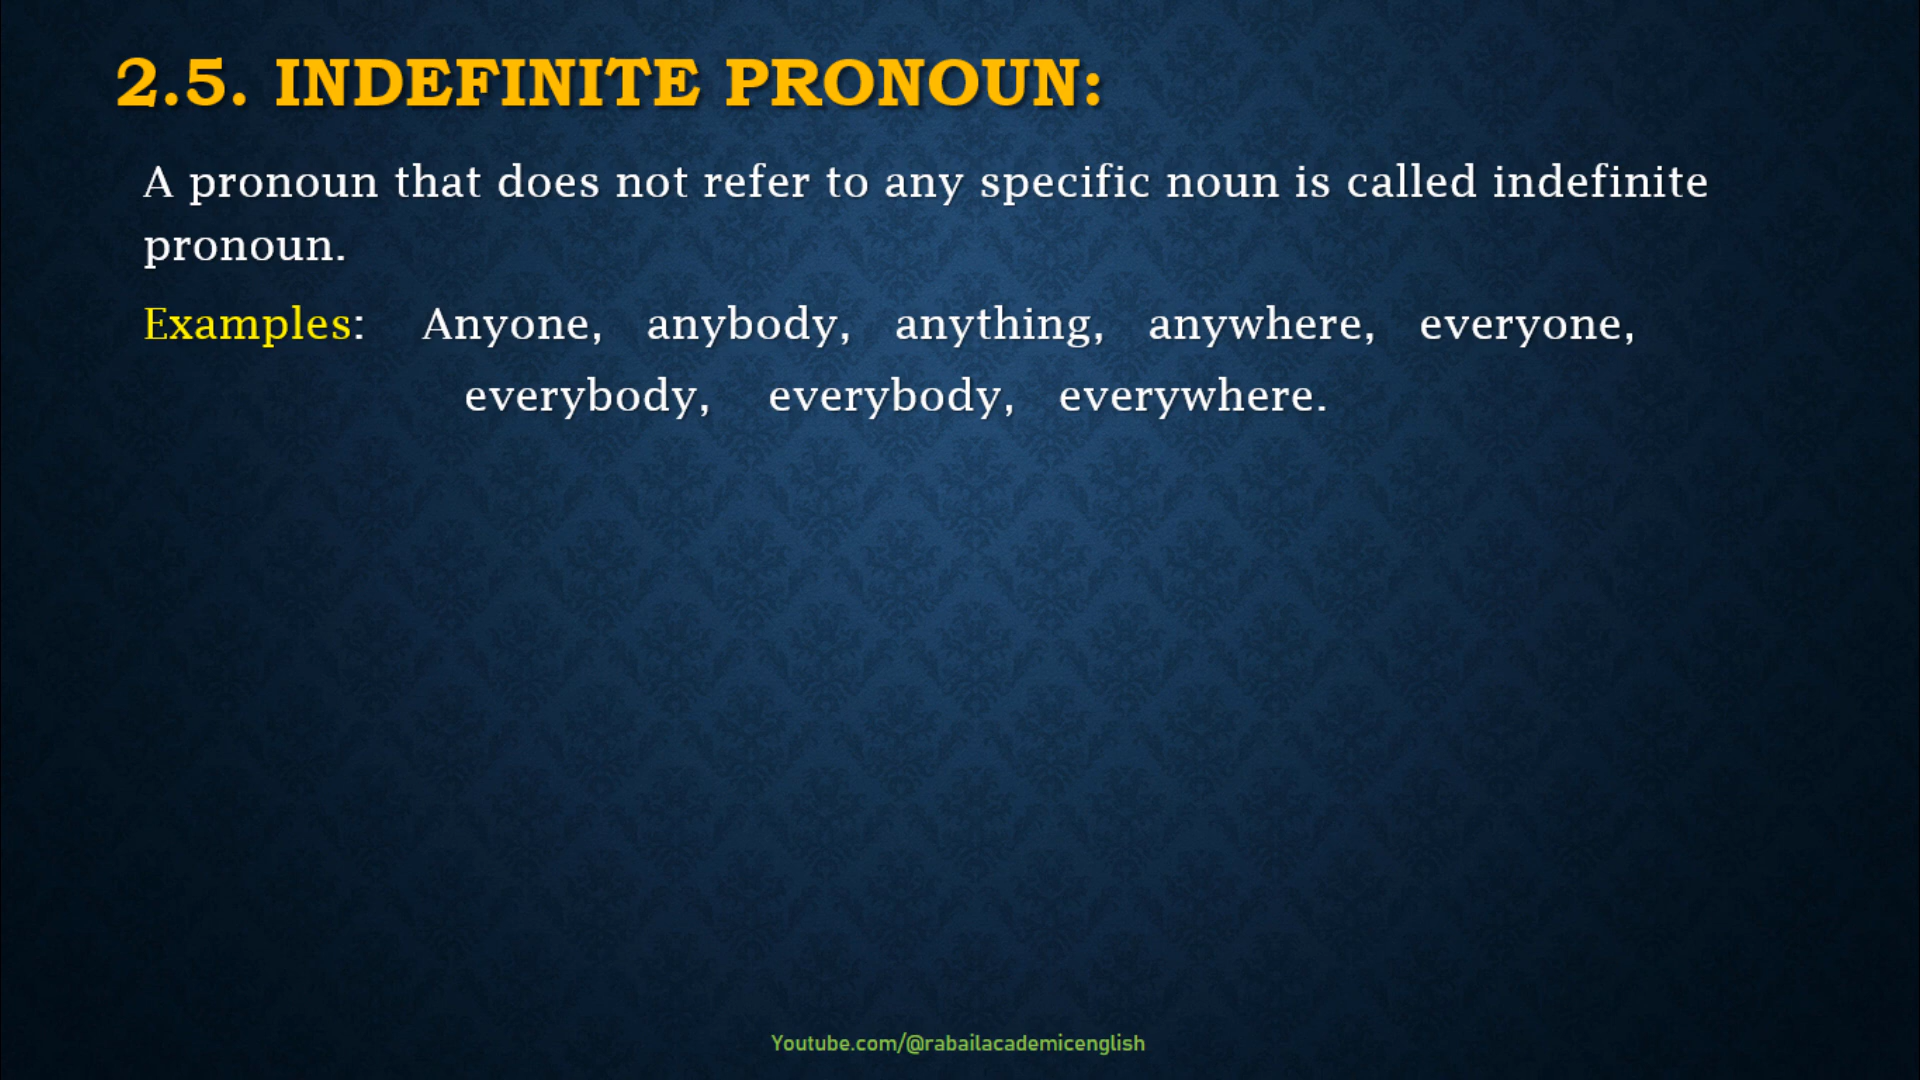 2.5. INDEFINITE PRONOUN:
A pronoun that does not refer to any specific noun is called indefinite
pronoun.
Examples: Anyone, anybody, anything, anywhere, everyone,
everybody, everybody, everywhere.
Youtube.com/@rabailacademicenglish